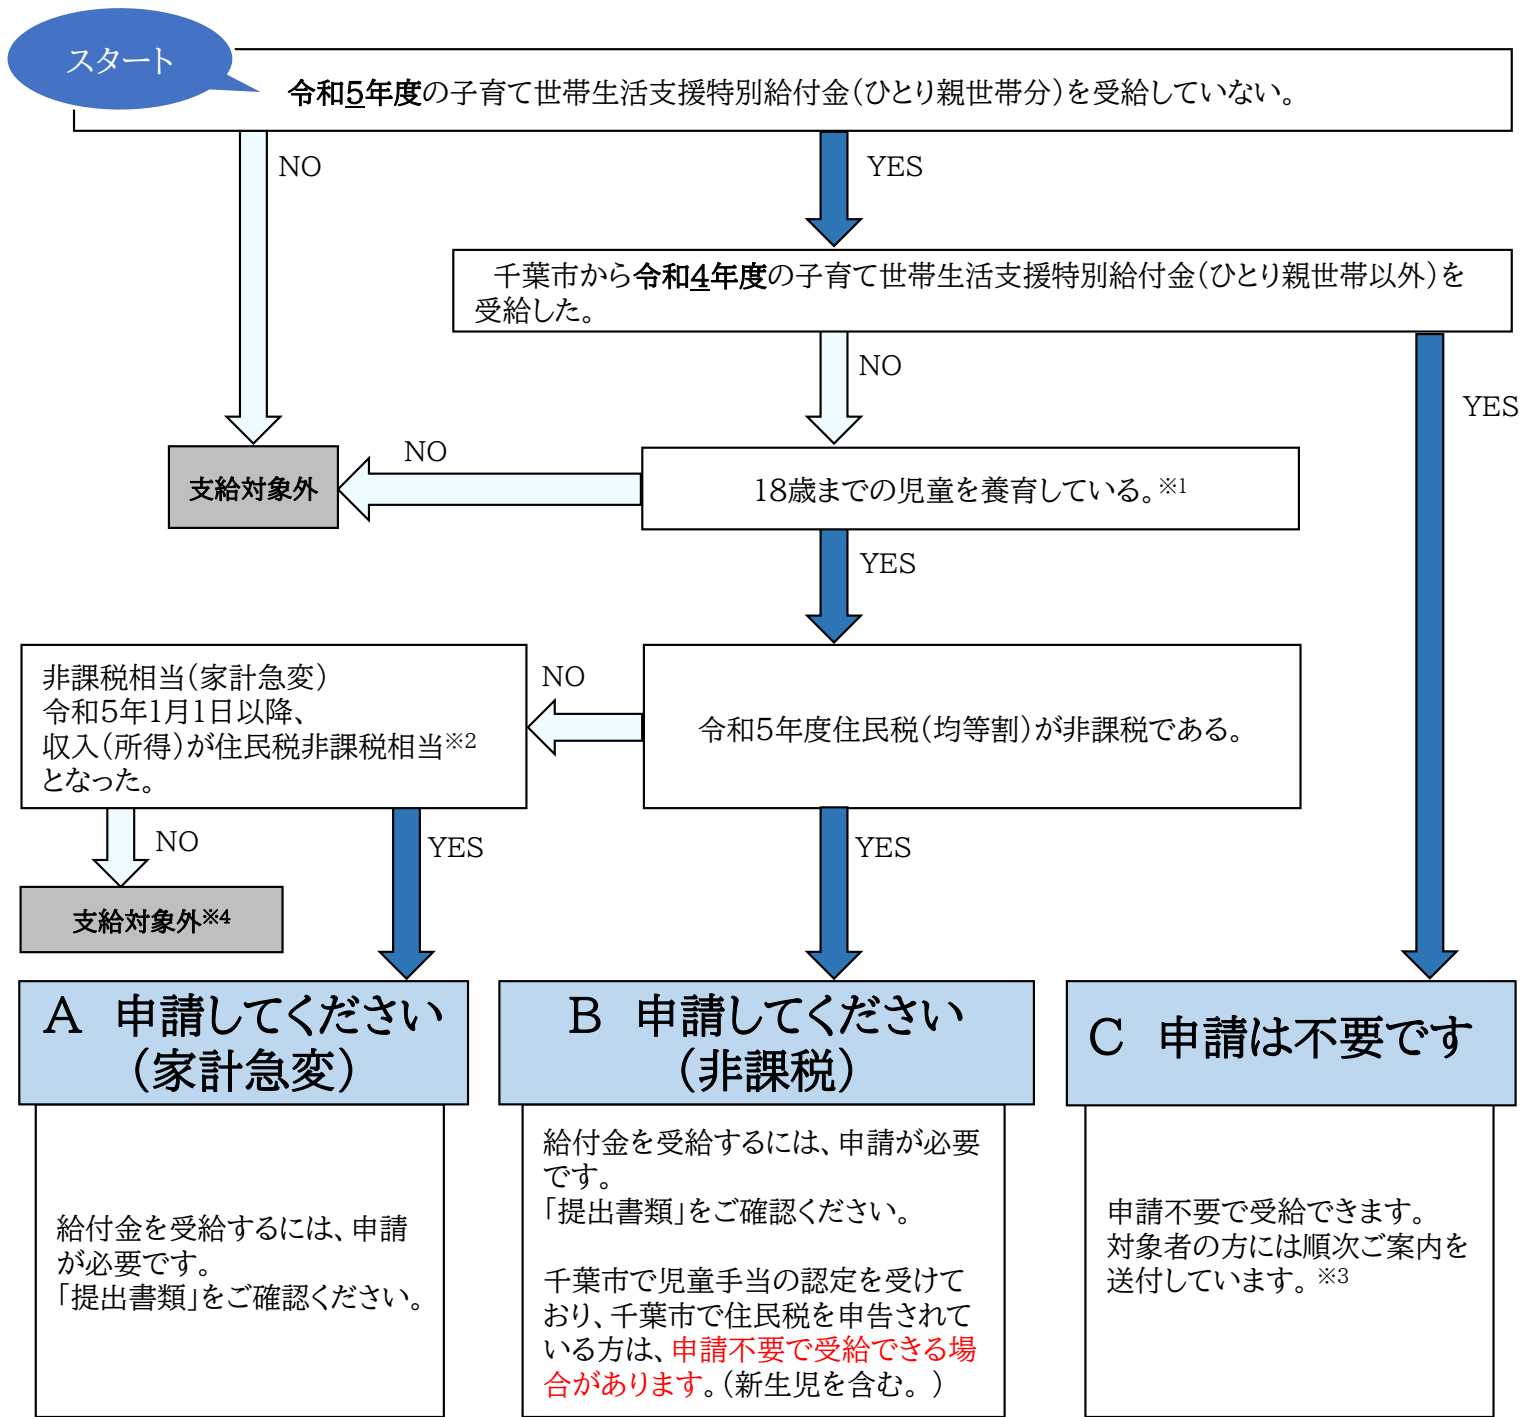 スタート
令和5年度の子育て世帯生活支援特別給付金（ひとり親世帯分）を受給していない。
NO
YES
千葉市から令和4年度の子育て世帯生活支援特別給付金（ひとり親世帯以外）を
受給した。
NO
YES
支給対象外
NO
18歳までの児童を養育している。※1
YES
非課税相当（家計急変）
令和5年1月1日以降、
収入（所得）が住民税非課税相当※2
となった。
NO
令和5年度住民税（均等割）が非課税である。
NO
YES
YES
支給対象外※4
A　申請してください
（家計急変）
給付金を受給するには、申請
が必要です。
「提出書類」をご確認ください。
B　申請してください
（非課税）
給付金を受給するには、申請が必要
です。
「提出書類」をご確認ください。
千葉市で児童手当の認定を受けて
おり、千葉市で住民税を申告されて
いる方は、申請不要で受給できる場
合があります。（新生児を含む。）
C　申請は不要です
申請不要で受給できます。
対象者の方には順次ご案内を
送付しています。※3